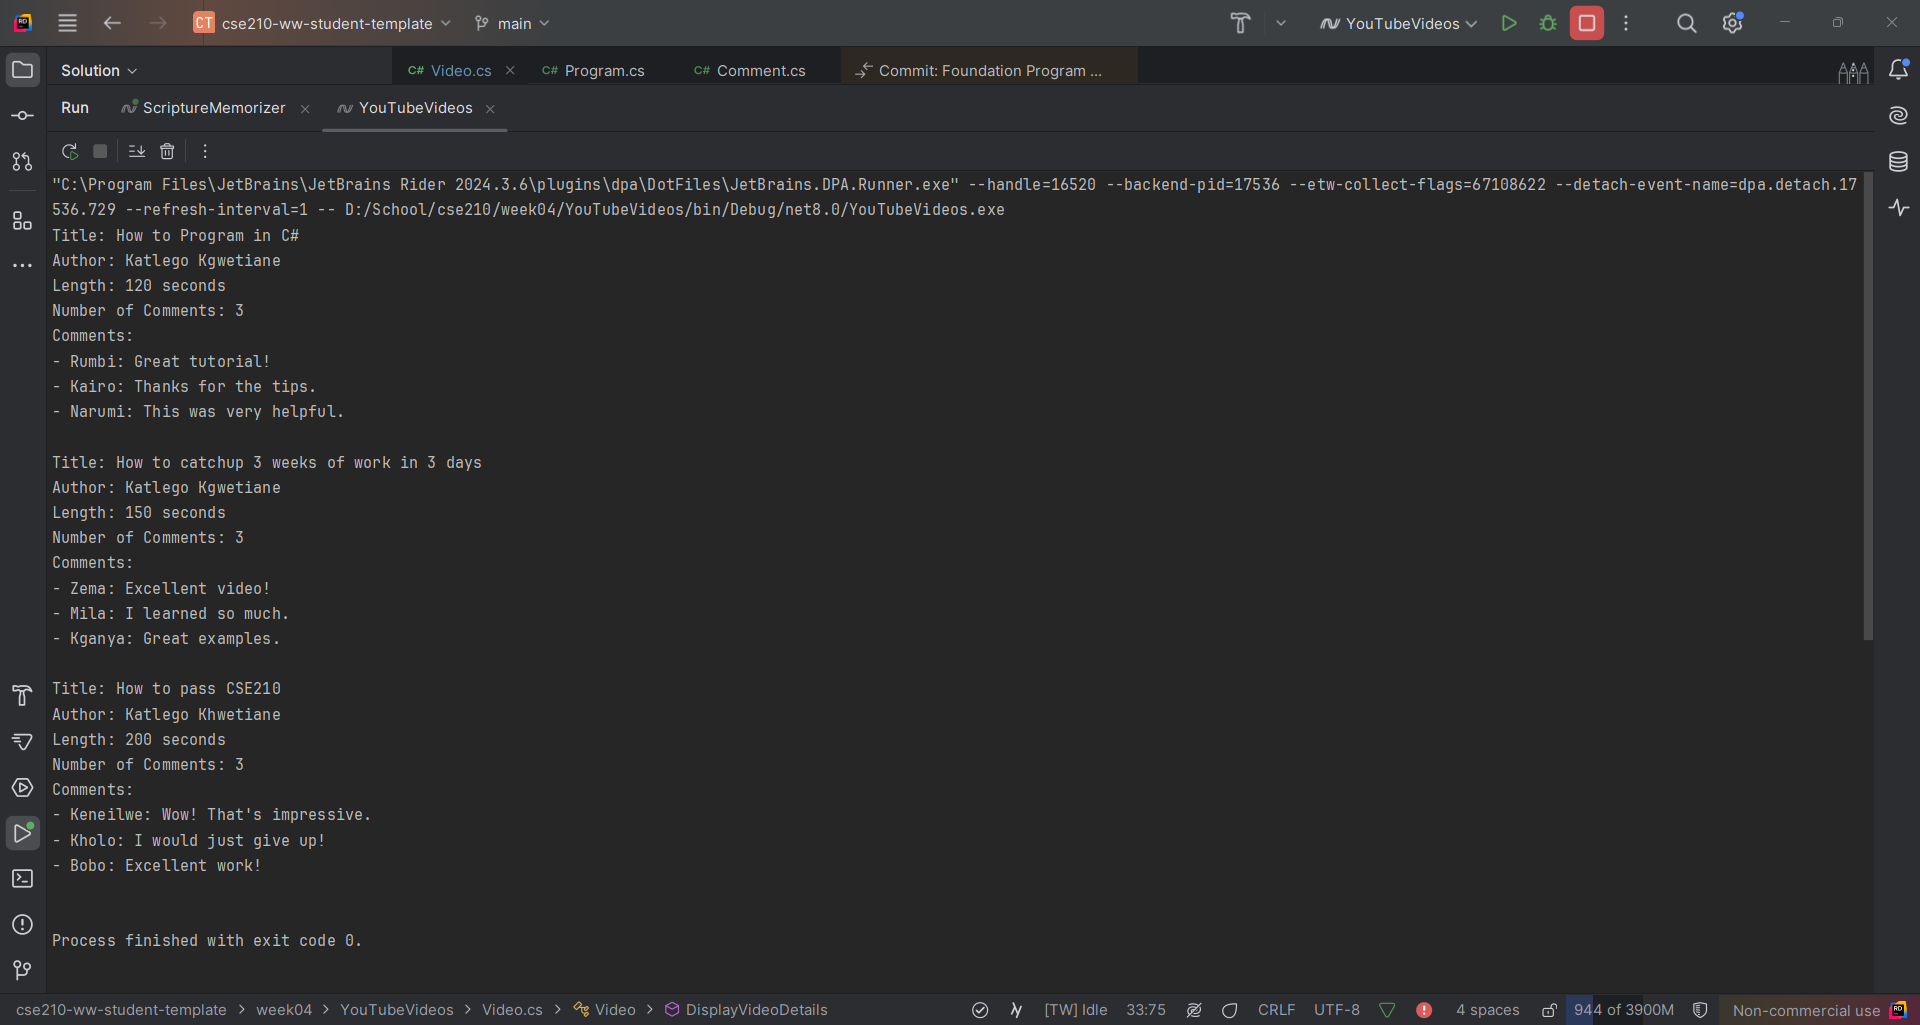 CT cse210-ww-student-template main YouTubeVideos
Solution C# Video.cs C# Program.cs C# Comment.cs Commit: Foundation Program ...
Run ScriptureMemorizer YouTubeVideos
"C:\Program Files\JetBrains\JetBrains Rider 2024.3.6\plugins\dpa\DotFiles\JetBrains.DPA.Runner.exe" --handle=16520 --backend-pid=17536 --etw-collect-flags=67108622 --detach-event-name=dpa.detach.17
536.729 --refresh-interval=1 -- D:/School/cse210/week04/YouTubeVideos/bin/Debug/net8.0/YouTubeVideos.exe
Title: How to Program in C#
Author: Katlego Kgwetiane
Length: 120 seconds
Number of Comments: 3
Comments:
- Rumbi: Great tutorial!
- Kairo: Thanks for the tips.
- Narumi: This was very helpful.
Title: How to catchup 3 weeks of work in 3 days
Author: Katlego Kgwetiane
Length: 150 seconds
Number of Comments: 3
Comments:
- Zema: Excellent video!
- Mila: I learned so much.
- Kganya: Great examples.
Title: How to pass CSE210
Author: Katlego Khwetiane
Length: 200 seconds
Number of Comments: 3
Comments:
- Keneilwe: Wow! That's impressive.
- Kholo: I would just give up!
- Bobo: Excellent work!
Process finished with exit code 0.
cse210-ww-student-template > week04 > YouTubeVideos > Video.cs > Video > DisplayVideoDetails [TW] Idle 33:75 CRLF UTF-8 4 spaces 944 of 3900M Non-commercial use RD